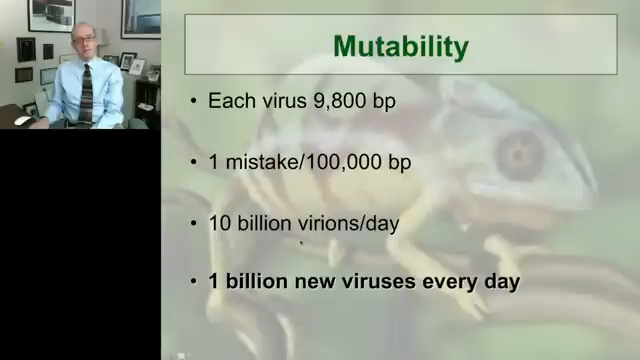 Mutability
• Each virus 9,800 bp
• 1 mistake/100,000 bp
• 10 billion virions/day
• 1 billion new viruses every day